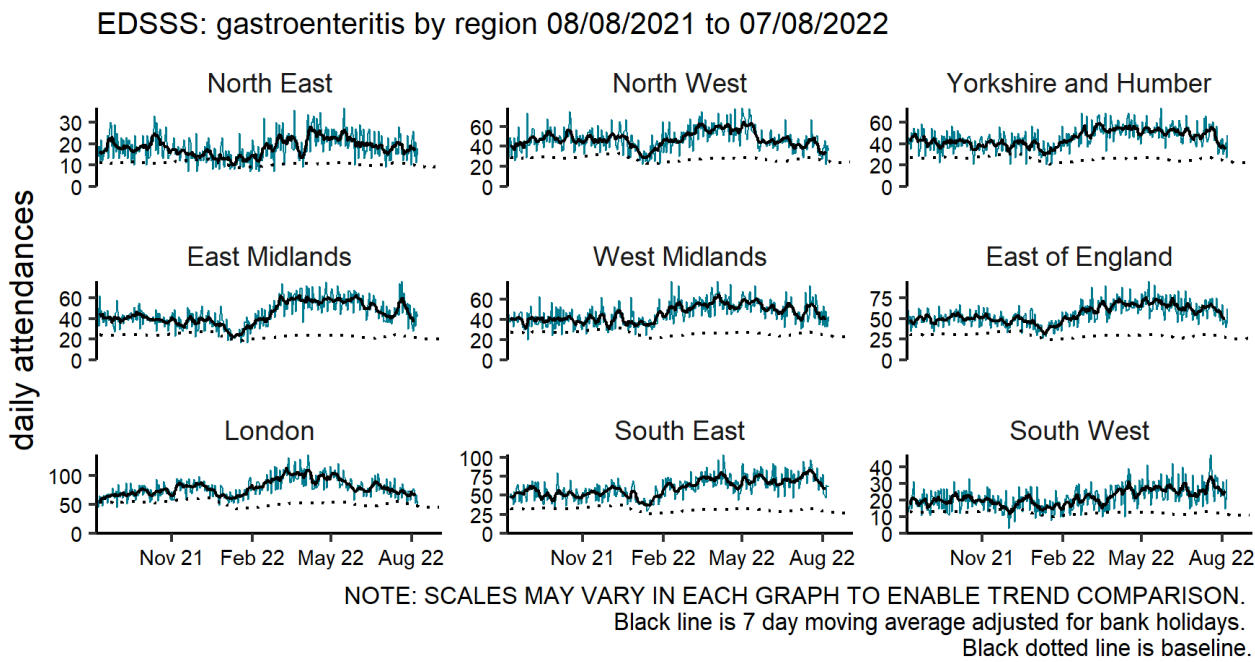 EDSSS: gastroenteritis by region 08/08/2021 to 07/08/2022
daily attendances
North East
30
20
10
0
North West
60
40
20
0
Yorkshire and Humber
60
40
20
0
East Midlands
60
40
20
0
West Midlands
60
40
20
0
East of England
75
50
25
0
London
100
50
0
South East
100
75
50
25
0
South West
40
30
20
10
0
Nov 21 Feb 22 May 22 Aug 22
Nov 21 Feb 22 May 22 Aug 22
Nov 21 Feb 22 May 22 Aug 22
NOTE: SCALES MAY VARY IN EACH GRAPH TO ENABLE TREND COMPARISON.
Black line is 7 day moving average adjusted for bank holidays.
Black dotted line is baseline.